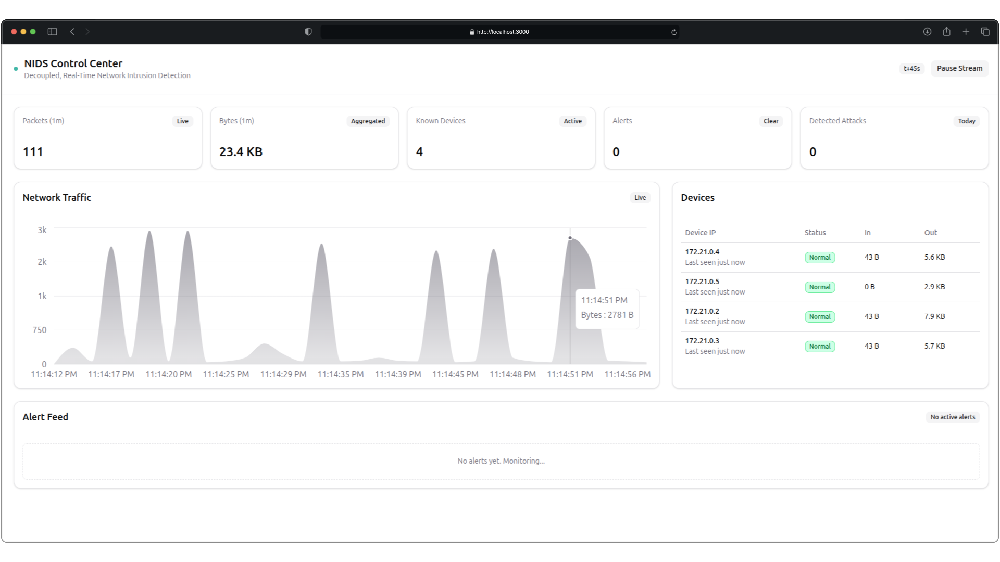 http://localhost:3000
NIDS Control Center
Decoupled, Real-Time Network Intrusion Detection
t+45s
Pause Stream
Packets (1m)
Live
111
Bytes (1m)
Aggregated
23.4 KB
Known Devices
Active
4
Alerts
Clear
0
Detected Attacks
Today
0
Network Traffic
Live
3k
2k
1k
750
0
11:14:12 PM
11:14:17 PM
11:14:20 PM
11:14:25 PM
11:14:29 PM
11:14:35 PM
11:14:39 PM
11:14:45 PM
11:14:48 PM
11:14:51 PM
11:14:56 PM
11:14:51 PM
Bytes : 2781 B
Devices
Device IP Status In Out
172.21.0.4
Last seen just now
Normal 43 B 5.6 KB
172.21.0.5
Last seen just now
Normal 0 B 2.9 KB
172.21.0.2
Last seen just now
Normal 43 B 7.9 KB
172.21.0.3
Last seen just now
Normal 43 B 5.7 KB
Alert Feed
No active alerts
No alerts yet. Monitoring...